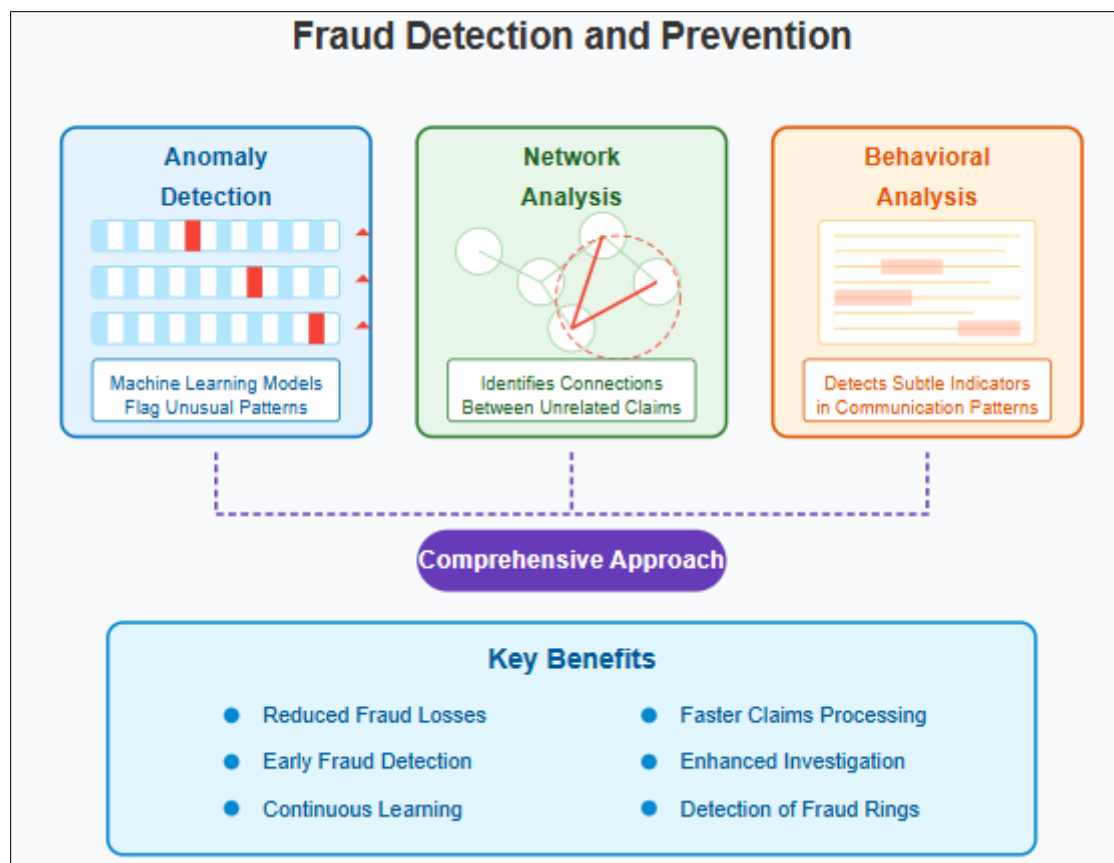 Fraud Detection and Prevention
Anomaly
Detection
Machine Learning Models
Flag Unusual Patterns
Network
Analysis
Identifies Connections
Between Unrelated Claims
Behavioral
Analysis
Detects Subtle Indicators
in Communication Patterns
Comprehensive Approach
Key Benefits
Reduced Fraud Losses
Early Fraud Detection
Continuous Learning
Faster Claims Processing
Enhanced Investigation
Detection of Fraud Rings